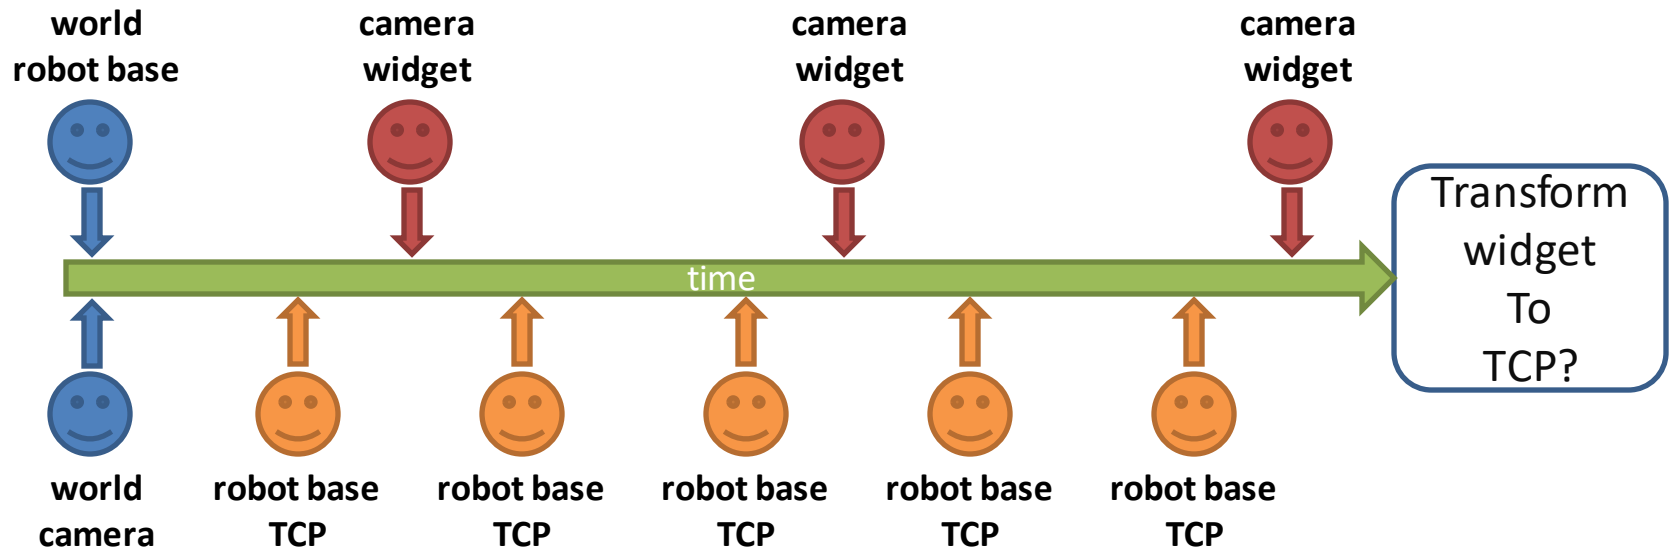 world
robot base
camera
widget
camera
widget
camera
widget
time
Transform
widget
To
TCP?
world
camera
robot base
TCP
robot base
TCP
robot base
TCP
robot base
TCP
robot base
TCP